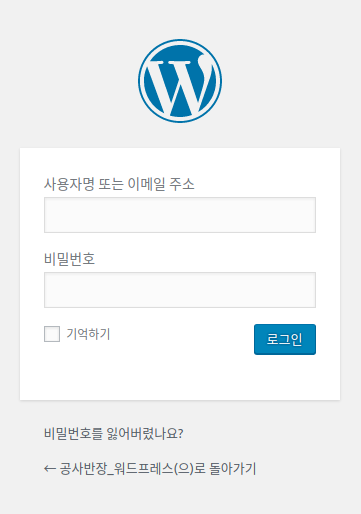 사용자명 또는 이메일 주소
비밀번호
기억하기
로그인
비밀번호를 잃어버렸나요?
← 공사반장_워드프레스(으)로 돌아가기